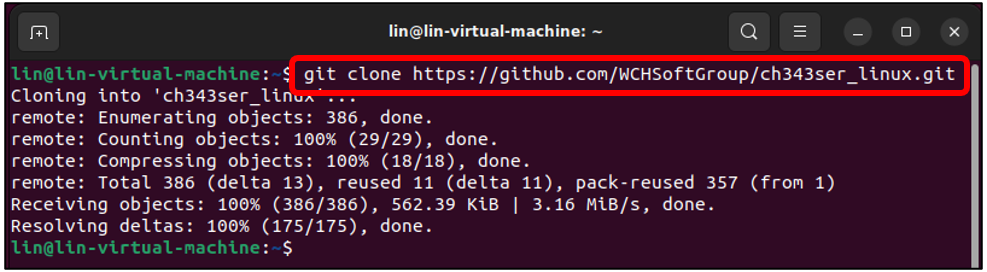 lin@lin-virtual-machine: ~
lin@lin-virtual-machine:~$ git clone https://github.com/WCHSoftGroup/ch343ser_linux.git
Cloning into 'ch343ser_linux'...
remote: Enumerating objects: 386, done.
remote: Counting objects: 100% (29/29), done.
remote: Compressing objects: 100% (18/18), done.
remote: Total 386 (delta 13), reused 11 (delta 11), pack-reused 357 (from 1)
Receiving objects: 100% (386/386), 562.39 KiB | 3.16 MiB/s, done.
Resolving deltas: 100% (175/175), done.
lin@lin-virtual-machine:~$